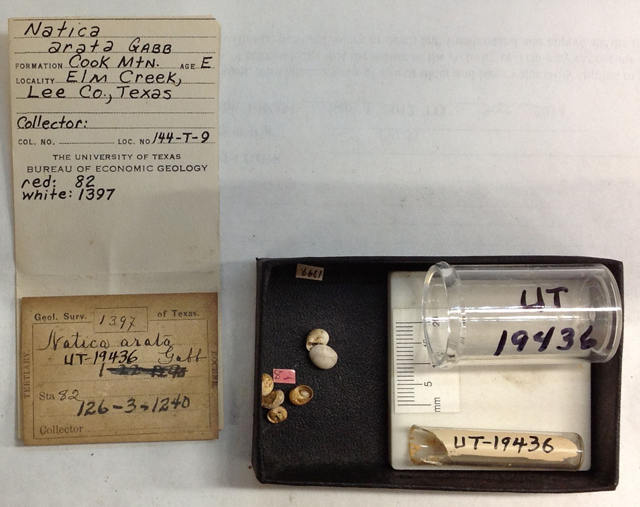 Natica
arata GABB
FORMATION Cook Mtn. AGE E
LOCALITY Elm Creek,
Lee Co., Texas
Collector:
COL. NO. LOC. NO 144-T-9
THE UNIVERSITY OF TEXAS
BUREAU OF ECONOMIC GEOLOGY
red: 82
white: 1397
Geol. Surv. 1397 of Texas.
TERTIARY
Natica arata
UT-19436 Gabb
Sta 82
126-3-1240
Collector
UT
19436
5
mm
UT-19436